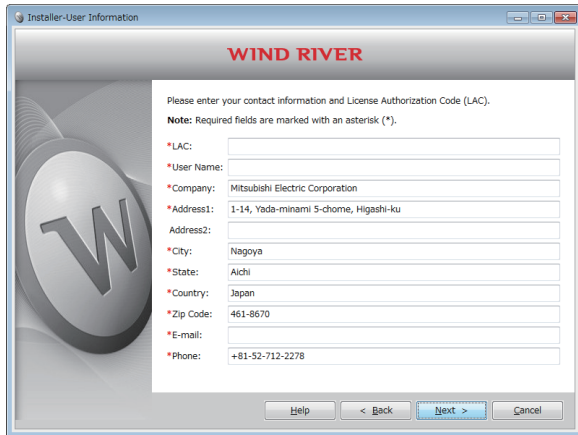 Installer-User Information
WIND RIVER
Please enter your contact information and License Authorization Code (LAC).
Note: Required fields are marked with an asterisk (*).
*LAC:
*User Name:
*Company: Mitsubishi Electric Corporation
*Address1: 1-14, Yada-minami 5-chome, Higashi-ku
Address2:
*City: Nagoya
*State: Aichi
*Country: Japan
*Zip Code: 461-8670
*E-mail:
*Phone: +81-52-712-2278
W
Help < Back Next > Cancel